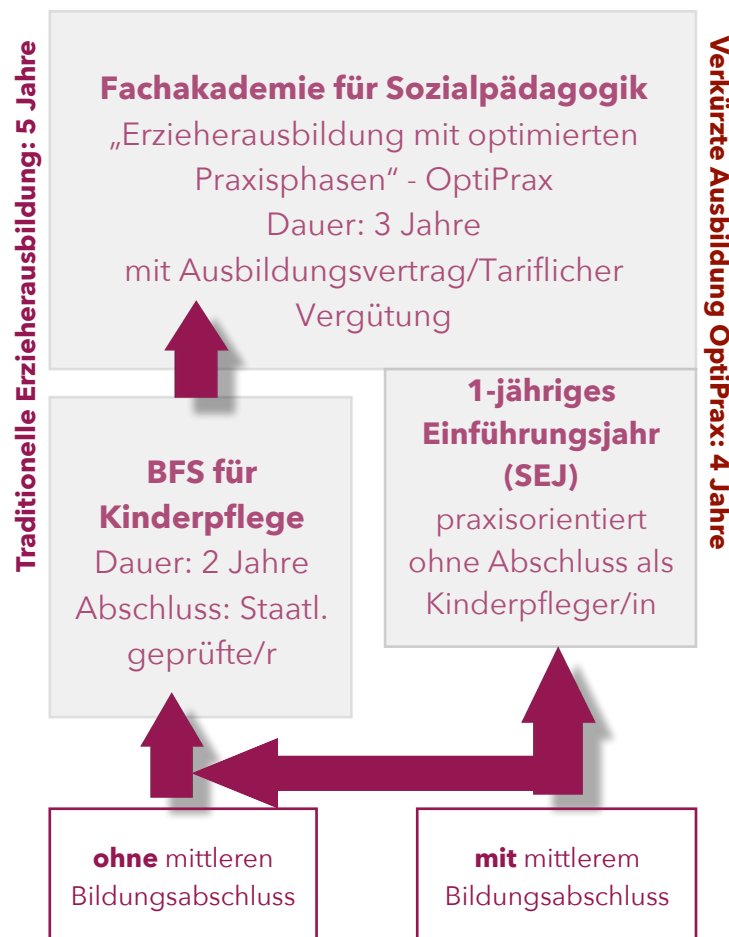 Traditionelle Erzieherausbildung: 5 Jahre
Fachakademie für Sozialpädagogik
„Erzieherausbildung mit optimierten
Praxisphasen“ - OptiPrax
Dauer: 3 Jahre
mit Ausbildungsvertrag/Tariflicher
Vergütung
Verkürzte Ausbildung OptiPrax: 4 Jahre
BFS für
Kinderpflege
Dauer: 2 Jahre
Abschluss: Staatl.
geprüfte/r
1-jähriges
Einführungsjahr
(SEJ)
praxisorientiert
ohne Abschluss als
Kinderpfleger/in
ohne mittleren
Bildungsabschluss
mit mittlerem
Bildungsabschluss